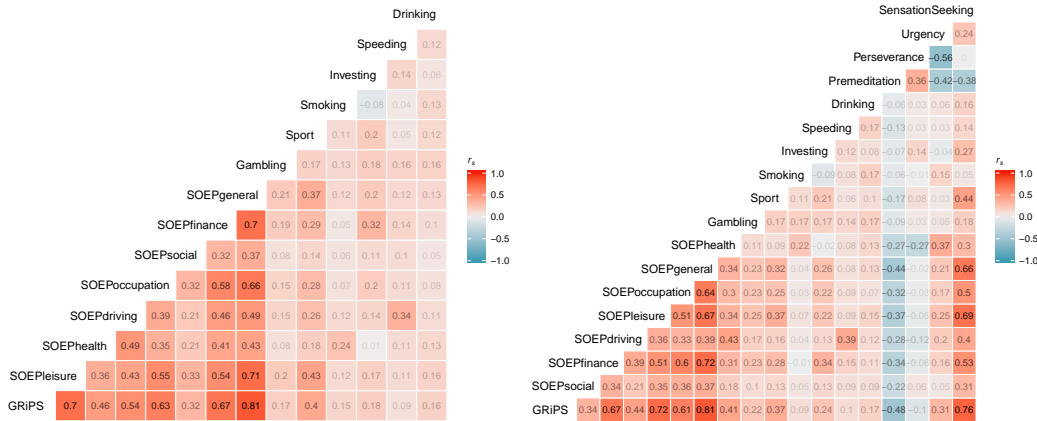 Drinking
Speeding 0.12
Investing 0.14 0.06
Smoking −0.08 0.04 0.13
Sport 0.11 0.2 0.05 0.12
Gambling 0.17 0.13 0.18 0.16 0.16
SOEPgeneral 0.21 0.37 0.12 0.2 0.12 0.13
SOEPfinance 0.7 0.19 0.29 0.05 0.32 0.14 0.1
SOEPsocial 0.32 0.37 0.08 0.14 0.06 0.11 0.1 0.05
SOEPoccupation 0.32 0.58 0.66 0.15 0.28 0.07 0.2 0.11 0.08
SOEPdriving 0.39 0.21 0.46 0.49 0.15 0.26 0.12 0.14 0.34 0.11
SOEPhealth 0.49 0.35 0.21 0.41 0.43 0.08 0.18 0.24 0.01 0.11 0.13
SOEPleisure 0.36 0.43 0.55 0.33 0.54 0.71 0.2 0.43 0.12 0.17 0.11 0.16
GRiPS 0.7 0.46 0.54 0.63 0.32 0.67 0.81 0.17 0.4 0.15 0.18 0.09 0.16
rs
1.0
0.5
0.0
−0.5
−1.0
SensationSeeking
Urgency 0.24
Perseverance −0.56 0
Premeditation 0.36 −0.42 −0.38
Drinking −0.06 0.03 0.06 0.16
Speeding 0.17 −0.13 0.03 0.03 0.14
Investing 0.12 0.08 −0.07 0.14 −0.04 0.27
Smoking −0.09 0.08 0.17 −0.06 −0.01 0.15 0.05
Sport 0.11 0.21 0.06 0.1 −0.17 0.08 0.03 0.44
Gambling 0.17 0.17 0.17 0.14 0.17 −0.09 0.03 0.05 0.18
SOEPhealth 0.11 0.09 0.22 −0.02 0.08 0.13 −0.27 −0.27 0.37 0.3
SOEPgeneral 0.34 0.23 0.32 0.04 0.26 0.08 0.13 −0.44 −0.02 0.21 0.66
SOEPoccupation 0.64 0.3 0.23 0.25 0.03 0.22 0.09 0.07 −0.32 −0.03 0.17 0.5
SOEPleisure 0.51 0.67 0.34 0.25 0.37 0.07 0.22 0.11 0.15 −0.37 −0.05 0.25 0.69
SOEPdriving 0.36 0.33 0.39 0.43 0.17 0.16 0.04 0.13 0.39 0.12 −0.28 −0.12 0.2 0.4
SOEPfinance 0.39 0.51 0.6 0.72 0.31 0.23 0.28 −0.01 0.34 0.15 0.11 −0.34 −0.06 0.16 0.53
SOEPsocial 0.34 0.21 0.35 0.36 0.37 0.18 0.1 0.13 0.05 0.13 0.09 0.09 −0.22 −0.06 0.05 0.31
GRiPS 0.34 0.67 0.44 0.72 0.61 0.81 0.41 0.22 0.37 0.09 0.24 0.1 0.17 −0.48 −0.1 0.31 0.76
rs
1.0
0.5
0.0
−0.5
−1.0